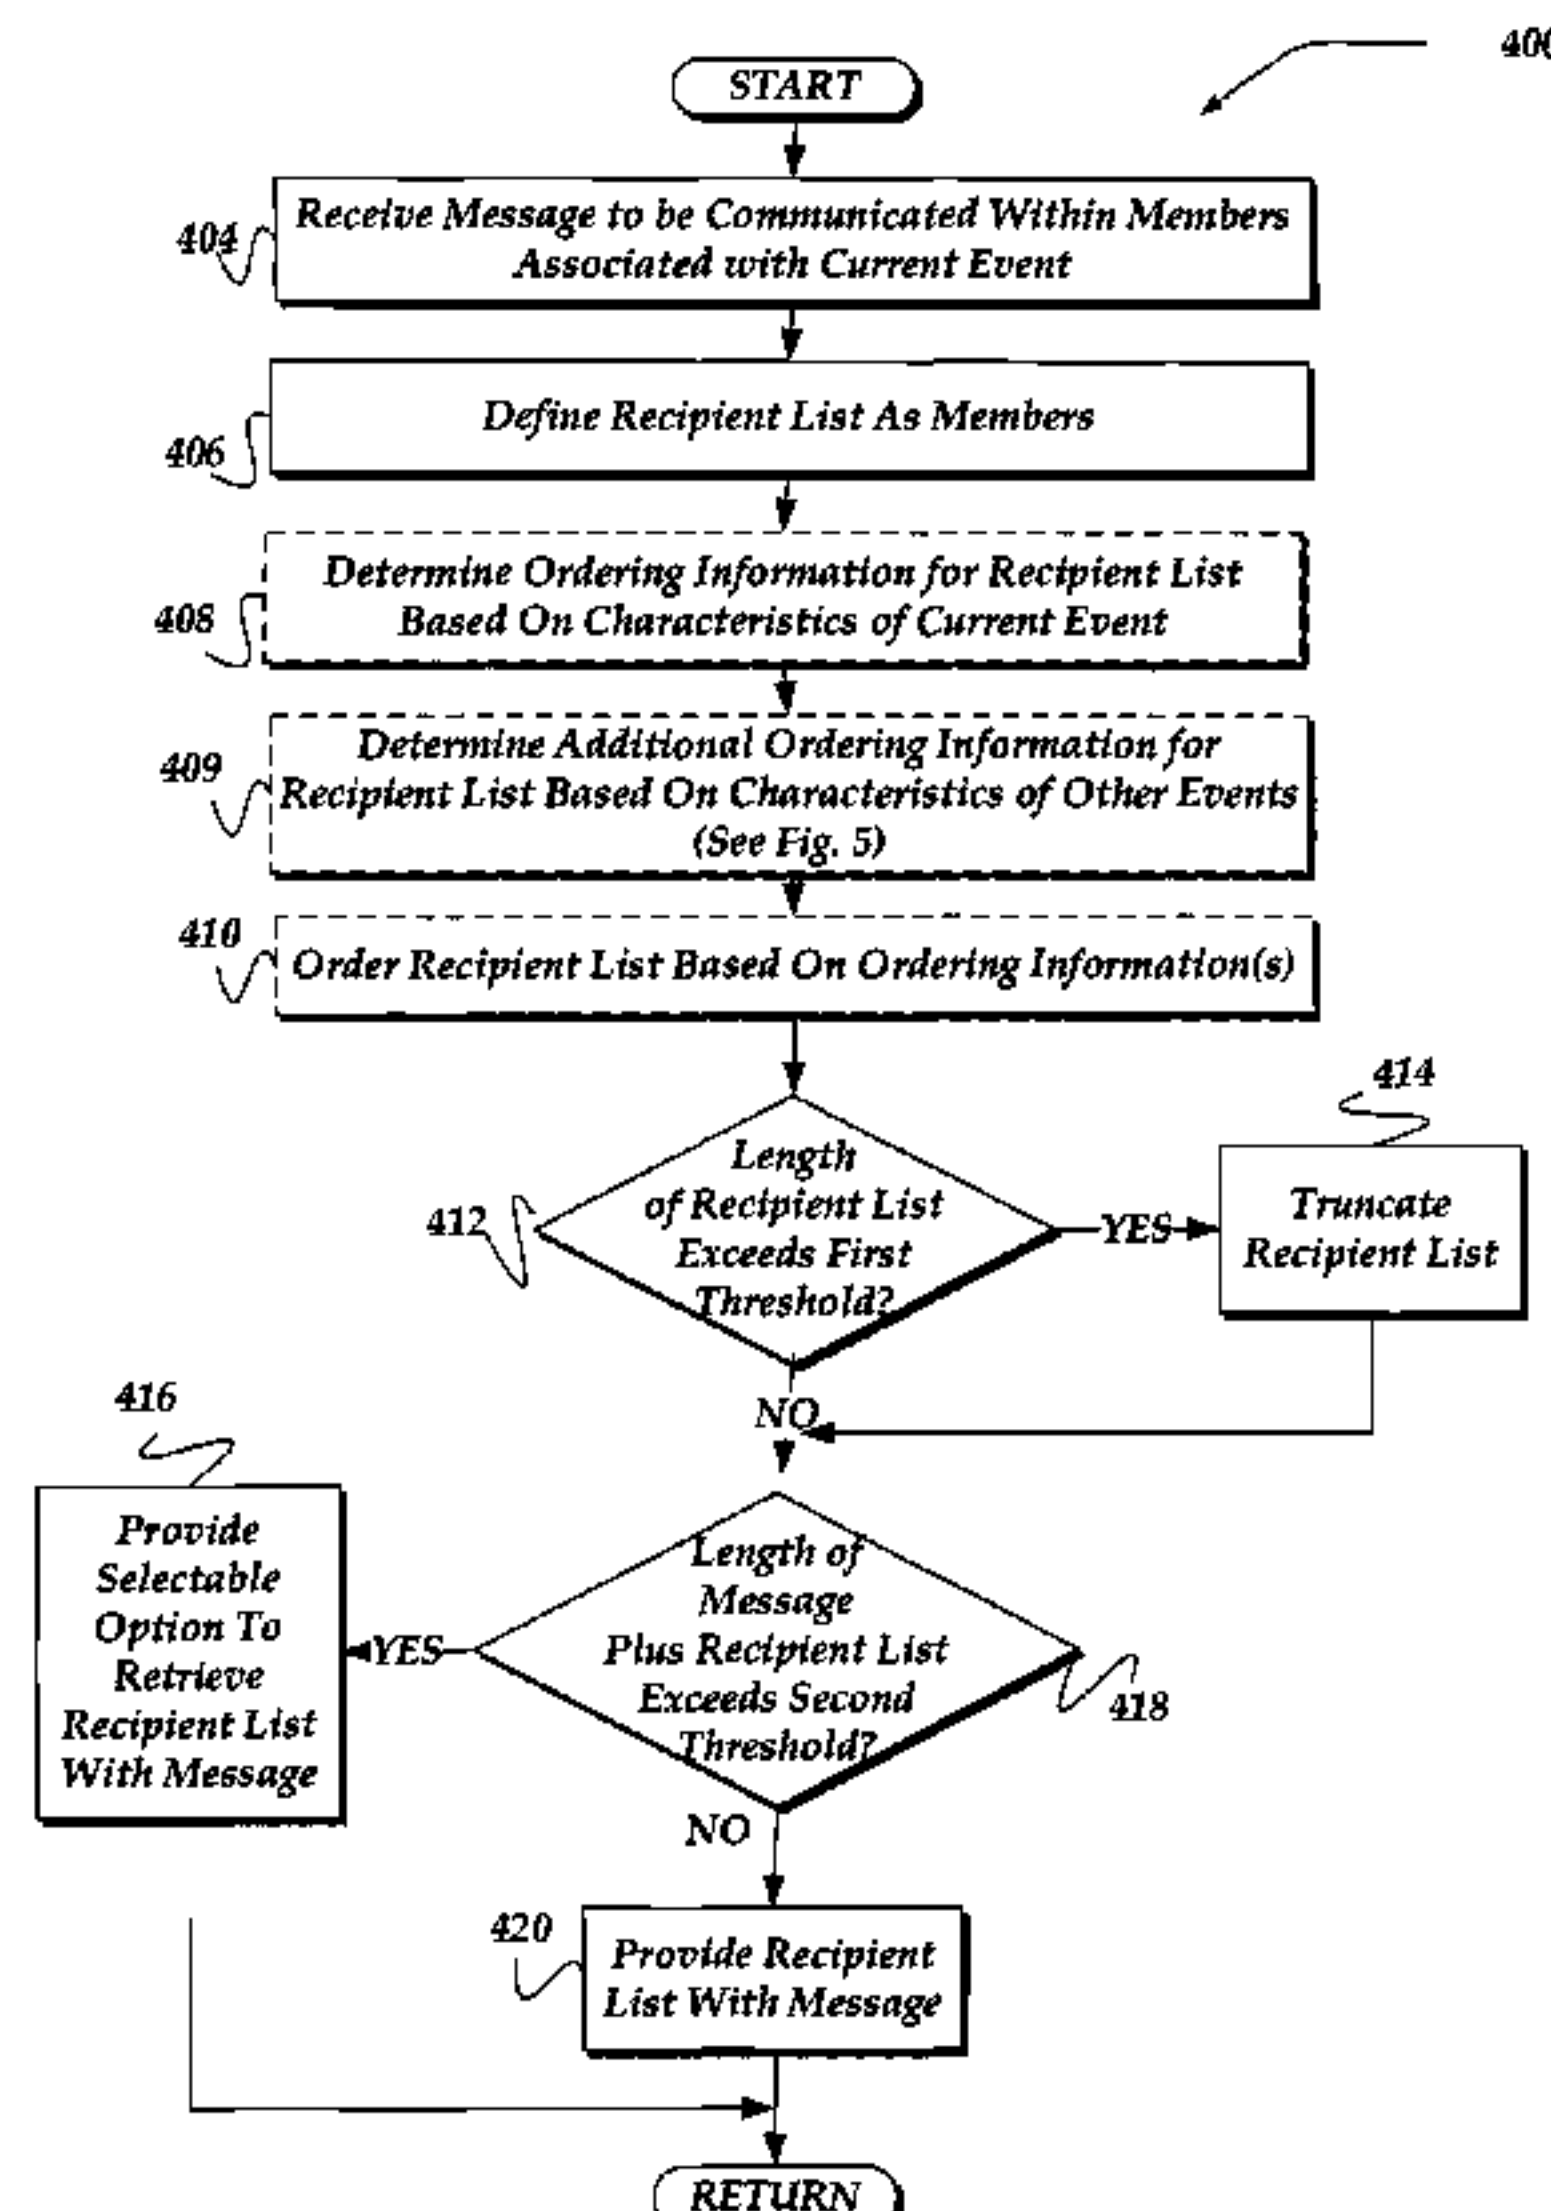 400
START
404
Receive Message to be Communicated Within Members
Associated with Current Event
406
Define Recipient List As Members
408
Determine Ordering Information for Recipient List
Based On Characteristics of Current Event
409
Determine Additional Ordering Information for
Recipient List Based On Characteristics of Other Events
(See Fig. 5)
410
Order Recipient List Based On Ordering Information(s)
412
Length
of Recipient List
Exceeds First
Threshold?
YES
414
Truncate
Recipient List
NO
416
Provide
Selectable
Option To
Retrieve
Recipient List
With Message
YES
Length of
Message
Plus Recipient List
Exceeds Second
Threshold?
418
NO
420
Provide Recipient
List With Message
RETURN